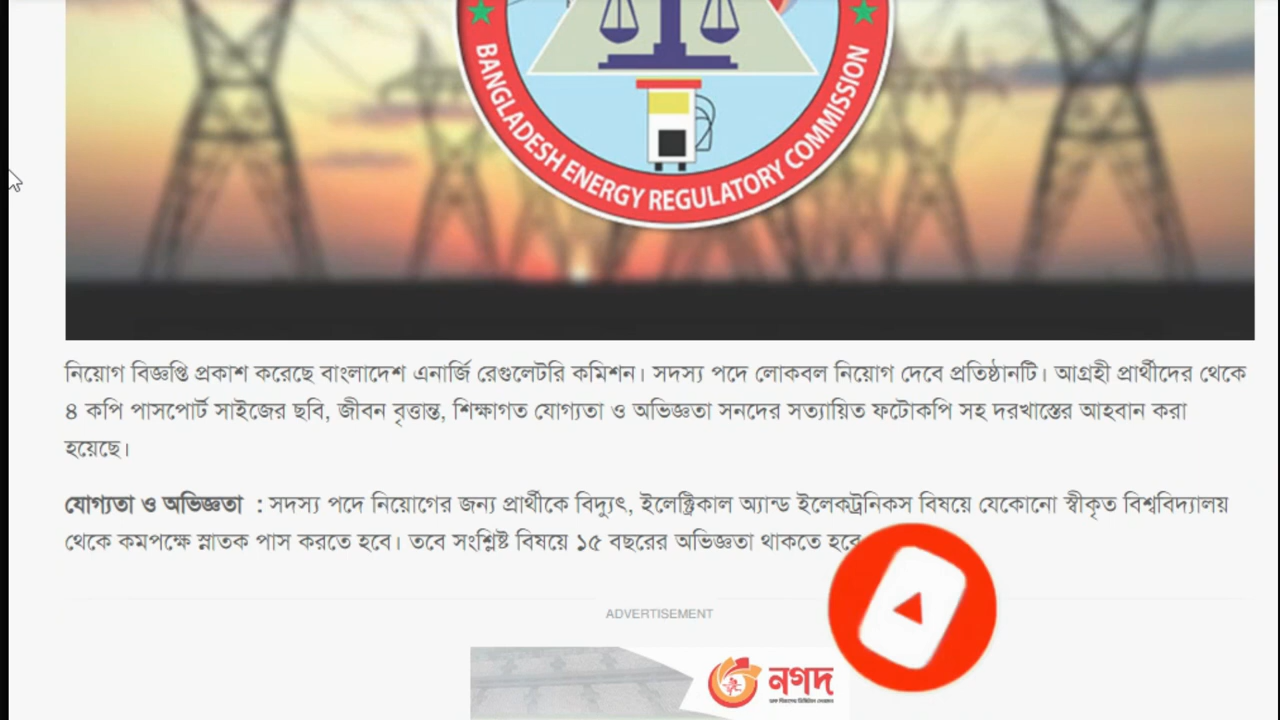 BANGLADESH ENERGY REGULATORY COMMISSION
নিয়োগ বিজ্ঞপ্তি প্রকাশ করেছে বাংলাদেশ এনার্জি রেগুলেটরি কমিশন। সদস্য পদে লোকবল নিয়োগ দেবে প্রতিষ্ঠানটি। আগ্রহী প্রার্থীদের থেকে
৪ কপি পাসপোর্ট সাইজের ছবি, জীবন বৃত্তান্ত, শিক্ষাগত যোগ্যতা ও অভিজ্ঞতা সনদের সত্যায়িত ফটোকপি সহ দরখাস্তের আহবান করা
হয়েছে।
যোগ্যতা ও অভিজ্ঞতা : সদস্য পদে নিয়োগের জন্য প্রার্থীকে বিদ্যুৎ, ইলেক্ট্রিকাল অ্যান্ড ইলেকট্রনিকস বিষয়ে যেকোনো স্বীকৃত বিশ্ববিদ্যালয়
থেকে কমপক্ষে স্নাতক পাস করতে হবে। তবে সংশ্লিষ্ট বিষয়ে ১৫ বছরের অভিজ্ঞতা থাকতে হবে
ADVERTISEMENT
নগদ